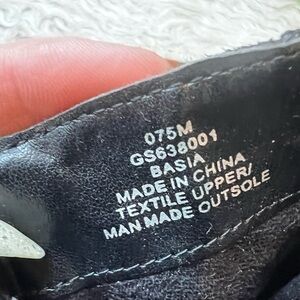 075M
GS638001
BASIA
MADE IN CHINA
TEXTILE UPPER/
MAN MADE OUTSOLE